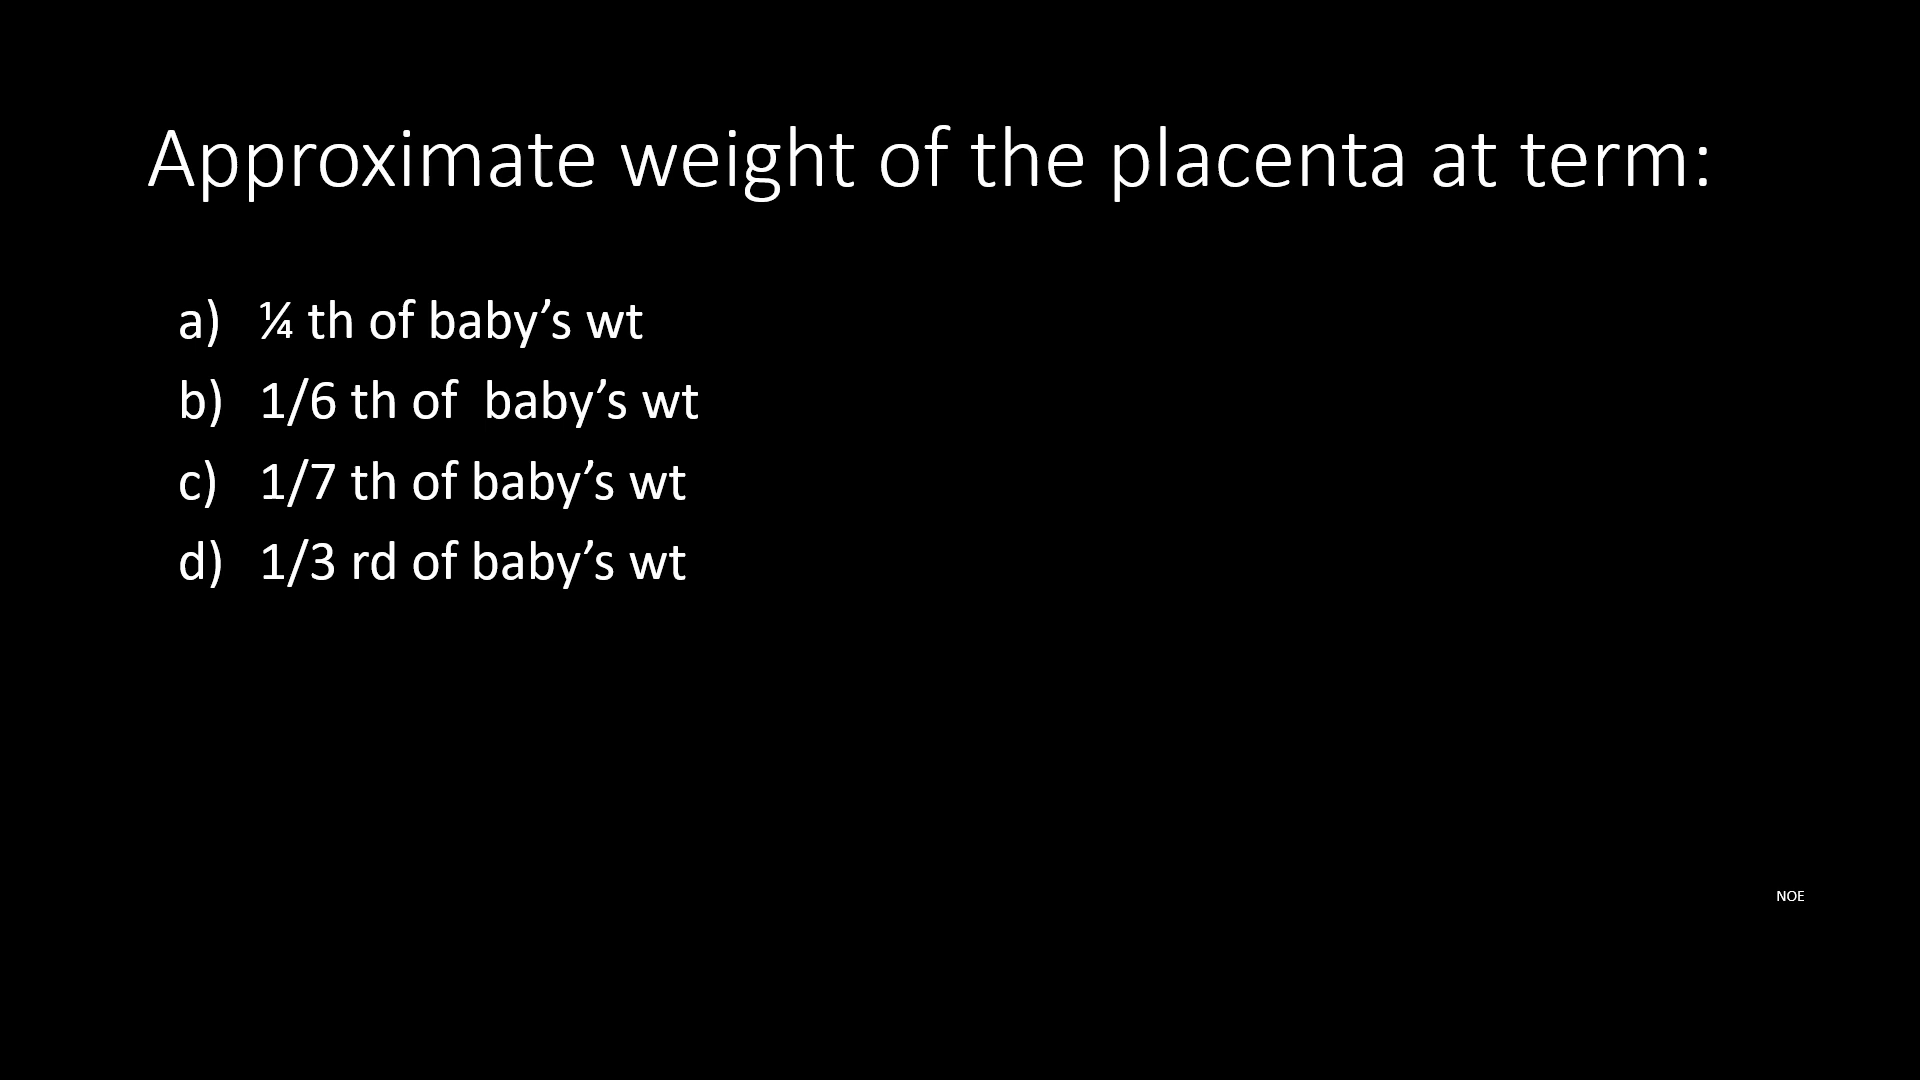 Approximate weight of the placenta at term:
a) ¼ th of baby’s wt
b) 1/6 th of  baby’s wt
c) 1/7 th of baby’s wt
d) 1/3 rd of baby’s wt
NOE